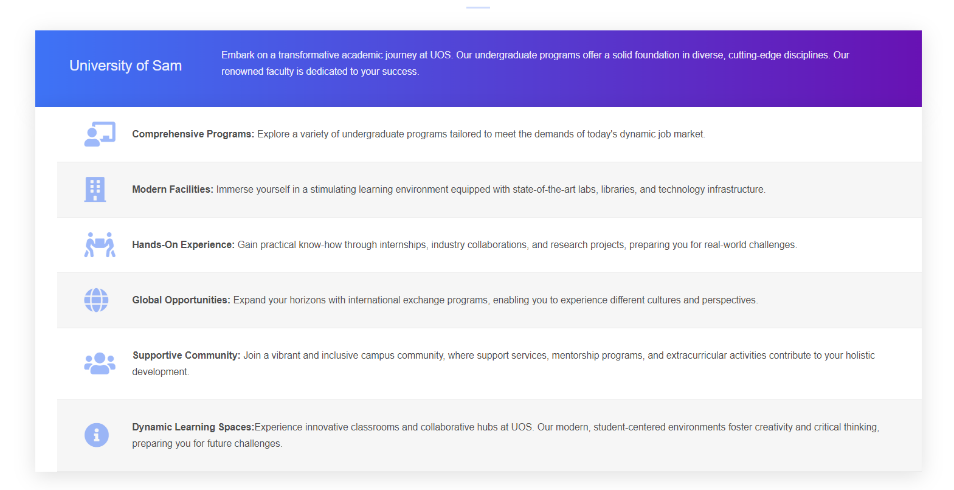 University of Sam
Embark on a transformative academic journey at UOS. Our undergraduate programs offer a solid foundation in diverse, cutting-edge disciplines. Our
renowned faculty is dedicated to your success.
Comprehensive Programs: Explore a variety of undergraduate programs tailored to meet the demands of today's dynamic job market.
Modern Facilities: Immerse yourself in a stimulating learning environment equipped with state-of-the-art labs, libraries, and technology infrastructure.
Hands-On Experience: Gain practical know-how through internships, industry collaborations, and research projects, preparing you for real-world challenges.
Global Opportunities: Expand your horizons with international exchange programs, enabling you to experience different cultures and perspectives.
Supportive Community: Join a vibrant and inclusive campus community, where support services, mentorship programs, and extracurricular activities contribute to your holistic
development.
Dynamic Learning Spaces:Experience innovative classrooms and collaborative hubs at UOS. Our modern, student-centered environments foster creativity and critical thinking,
preparing you for future challenges.